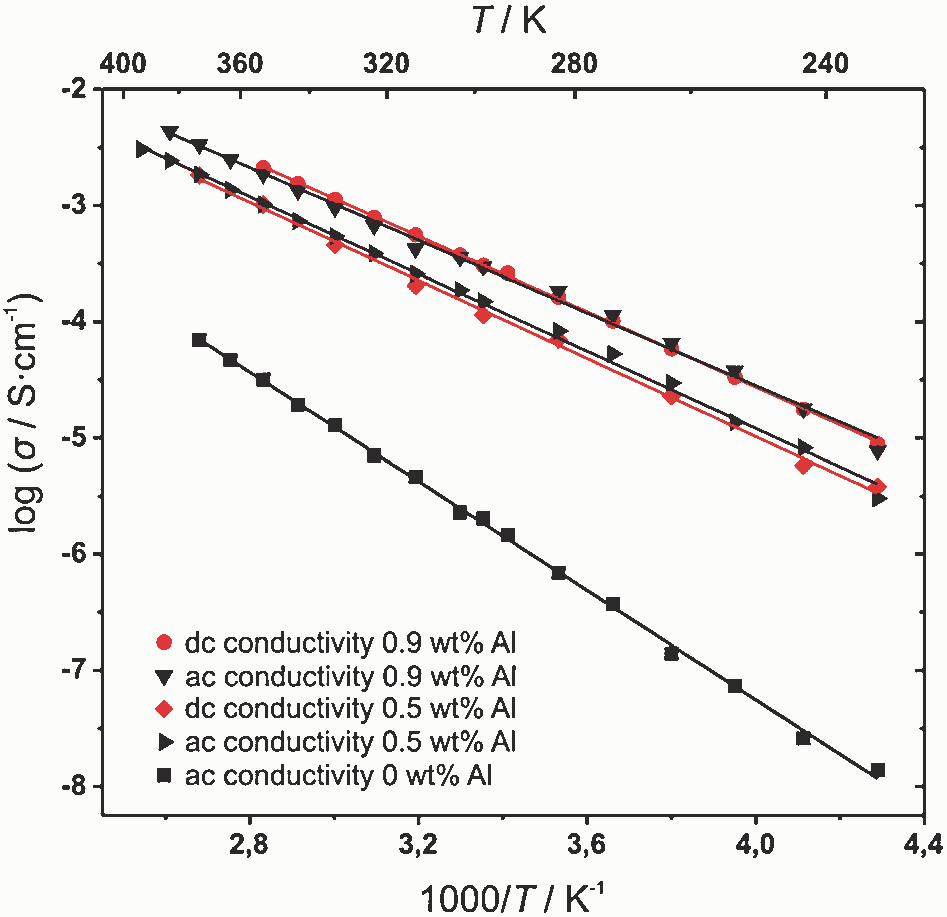 T / K
400 360 320 280 240
-2
-3
-4
-5
-6
-7
-8
log (σ / S·cm⁻¹)
dc conductivity 0.9 wt% Al
ac conductivity 0.9 wt% Al
dc conductivity 0.5 wt% Al
ac conductivity 0.5 wt% Al
ac conductivity 0 wt% Al
2,8 3,2 3,6 4,0 4,4
1000/T / K⁻¹